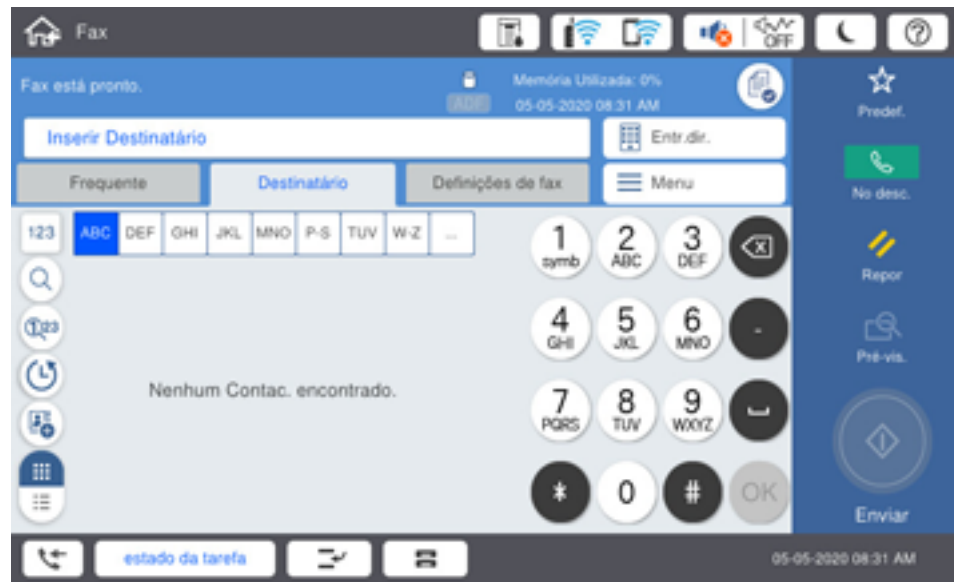 Fax
OFF
Fax está pronto.
ADF
Memória Utilizada: 0%
05-05-2020 08:31 AM
Predef.
Inserir Destinatário
Entr.dir.
Frequente
Destinatário
Definições de fax
Menu
No desc.
123
ABC DEF GHI JKL MNO P-S TUV W-Z ...
1 symb
2 ABC
3 DEF
Repor
123
4 GHI
5 JKL
6 MNO
-
Pré-vis.
Nenhum Contac. encontrado.
7 PQRS
8 TUV
9 WXYZ
* 0 # OK
Enviar
estado da tarefa
05-05-2020 08:31 AM